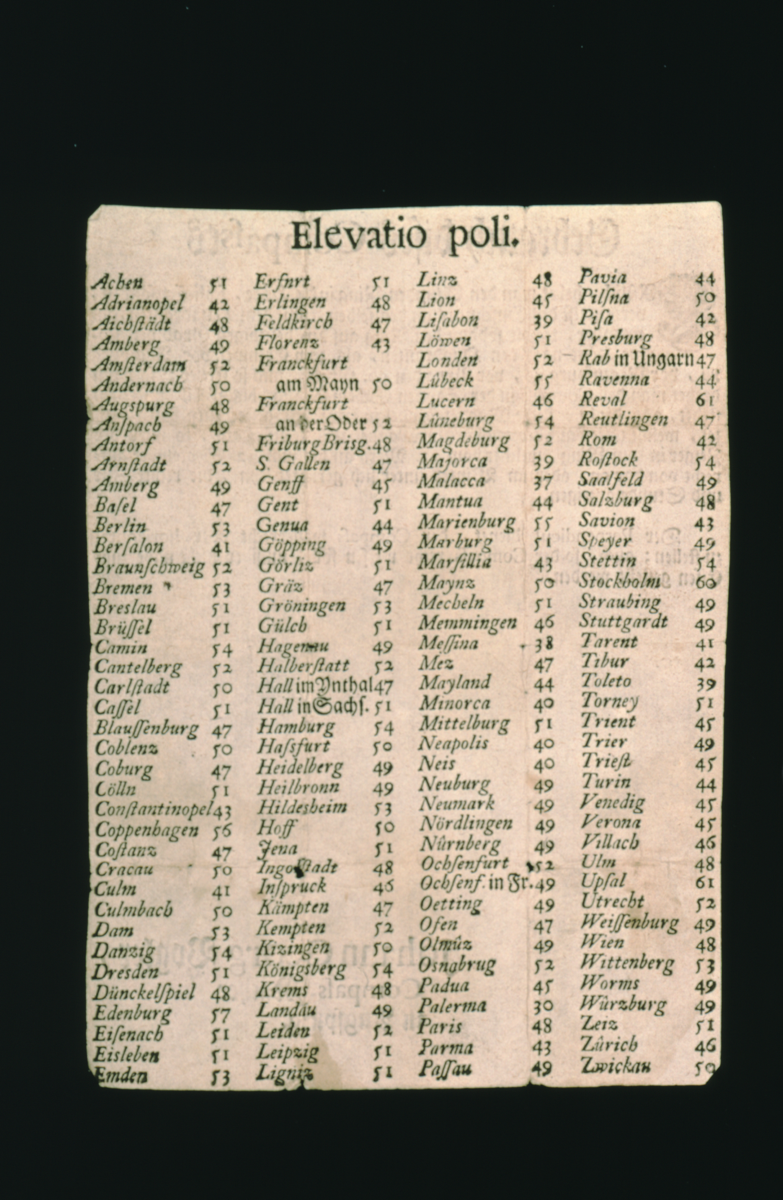 Elevatio poli.
Achen 51
Adrianopel 42
Aichſtädt 48
Amberg 49
Amſterdam 52
Andernach 50
Augspurg 48
Anſpach 49
Antorf 51
Arnſtadt 52
Amberg 49
Baſel 47
Berlin 53
Berſalon 41
Braunſchweig 52
Bremen 53
Breslau 51
Brüſſel 51
Camin 54
Cantelberg 52
Carlſtadt 50
Caſſel 51
Blauſſenburg 47
Coblenz 50
Coburg 47
Cölln 51
Conſtantinopel 43
Coppenhagen 56
Coſtanz 47
Cracau 50
Culm 41
Culmbach 50
Dam 53
Danzig 54
Dresden 51
Dünckelſpiel 48
Edenburg 57
Eiſenach 51
Eisleben 51
Emden 53
Erfurt 51
Erlingen 48
Feldkirch 47
Florenz 43
Franckfurt
am Mayn 50
Franckfurt
an der Oder 52
Friburg Brisg. 48
S. Gallen 47
Genff 45
Gent 51
Genua 44
Göpping 49
Görliz 51
Gräz 47
Gröningen 53
Gülch 51
Hagenau 49
Halberſtatt 52
Hall im Ynthal 47
Hall in Sachſ. 51
Hamburg 54
Haſsfurt 50
Heidelberg 49
Heilbronn 49
Hildesheim 53
Hoff 50
Jena 51
Ingolſtadt 48
Inſpruck 46
Kämpten 47
Kempten 52
Kizingen 50
Königsberg 54
Krems 48
Landau 49
Leiden 52
Leipzig 51
Ligniz 51
Linz 48
Lion 45
Liſabon 39
Löwen 51
Londen 52
Lübeck 55
Lucern 46
Lüneburg 54
Magdeburg 52
Majorca 39
Malacca 37
Mantua 44
Marienburg 55
Marburg 51
Marſillia 43
Maynz 50
Mecheln 51
Memmingen 46
Meſſina 38
Mez 47
Mayland 44
Minorca 40
Mittelburg 51
Neapolis 40
Neis 40
Neuburg 49
Neumark 49
Nördlingen 49
Nürnberg 49
Ochſenfurt 52
Ochſenf. in Fr. 49
Oetting 49
Ofen 47
Olmüz 49
Osnabrug 52
Padua 45
Palerma 30
Paris 48
Parma 43
Paſſau 49
Pavia 44
Pilſna 50
Piſa 42
Presburg 48
Rab in Ungarn 47
Ravenna 44
Reval 61
Reutlingen 47
Rom 42
Roſtock 54
Saalfeld 49
Salzburg 48
Savion 43
Speyer 49
Stettin 54
Stockholm 60
Straubing 49
Stuttgardt 49
Tarent 41
Tibur 42
Toleto 39
Torney 51
Trient 45
Trier 49
Trieſt 45
Turin 44
Venedig 45
Verona 45
Villach 46
Ulm 48
Upſal 61
Utrecht 52
Weiſſenburg 49
Wien 48
Wittenberg 53
Worms 49
Würzburg 49
Zeiz 51
Zürich 46
Zwickau 50